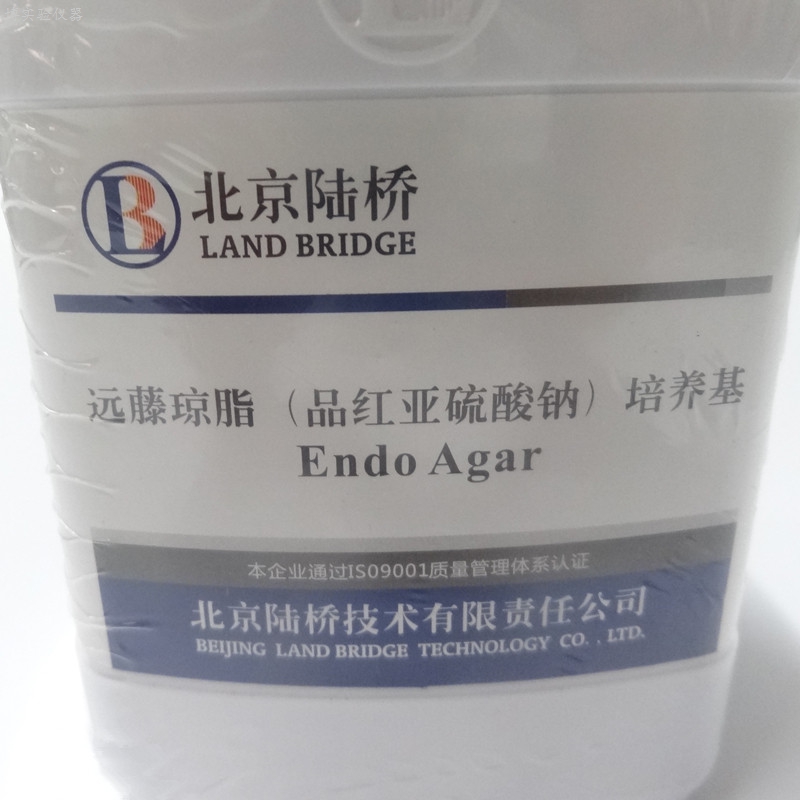 北京陆桥
LAND BRIDGE
远藤琼脂（品红亚硫酸钠）培养基
Endo Agar
本企业通过ISO9001质量管理体系认证
北京陆桥技术有限责任公司
BEIJING LAND BRIDGE TECHNOLOGY CO. . LTD.